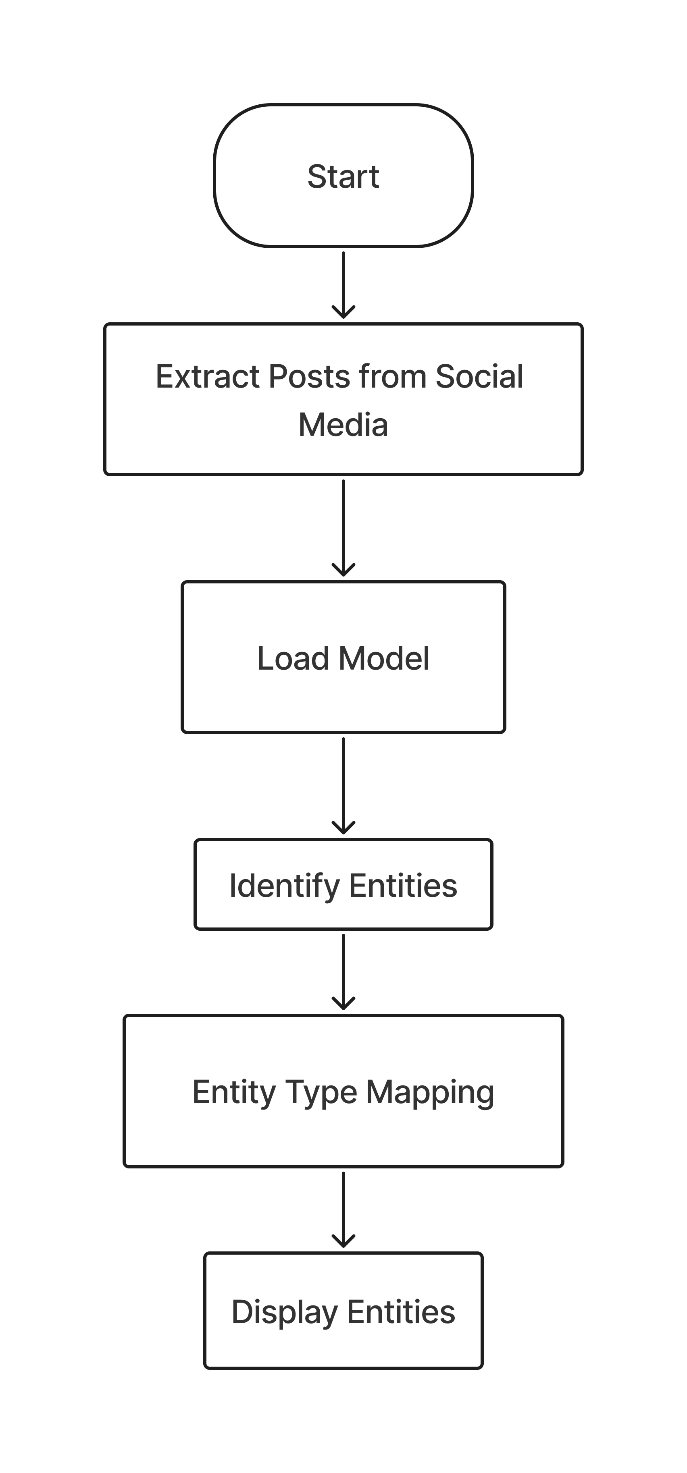 Start
Extract Posts from Social
Media
Load Model
Identify Entities
Entity Type Mapping
Display Entities